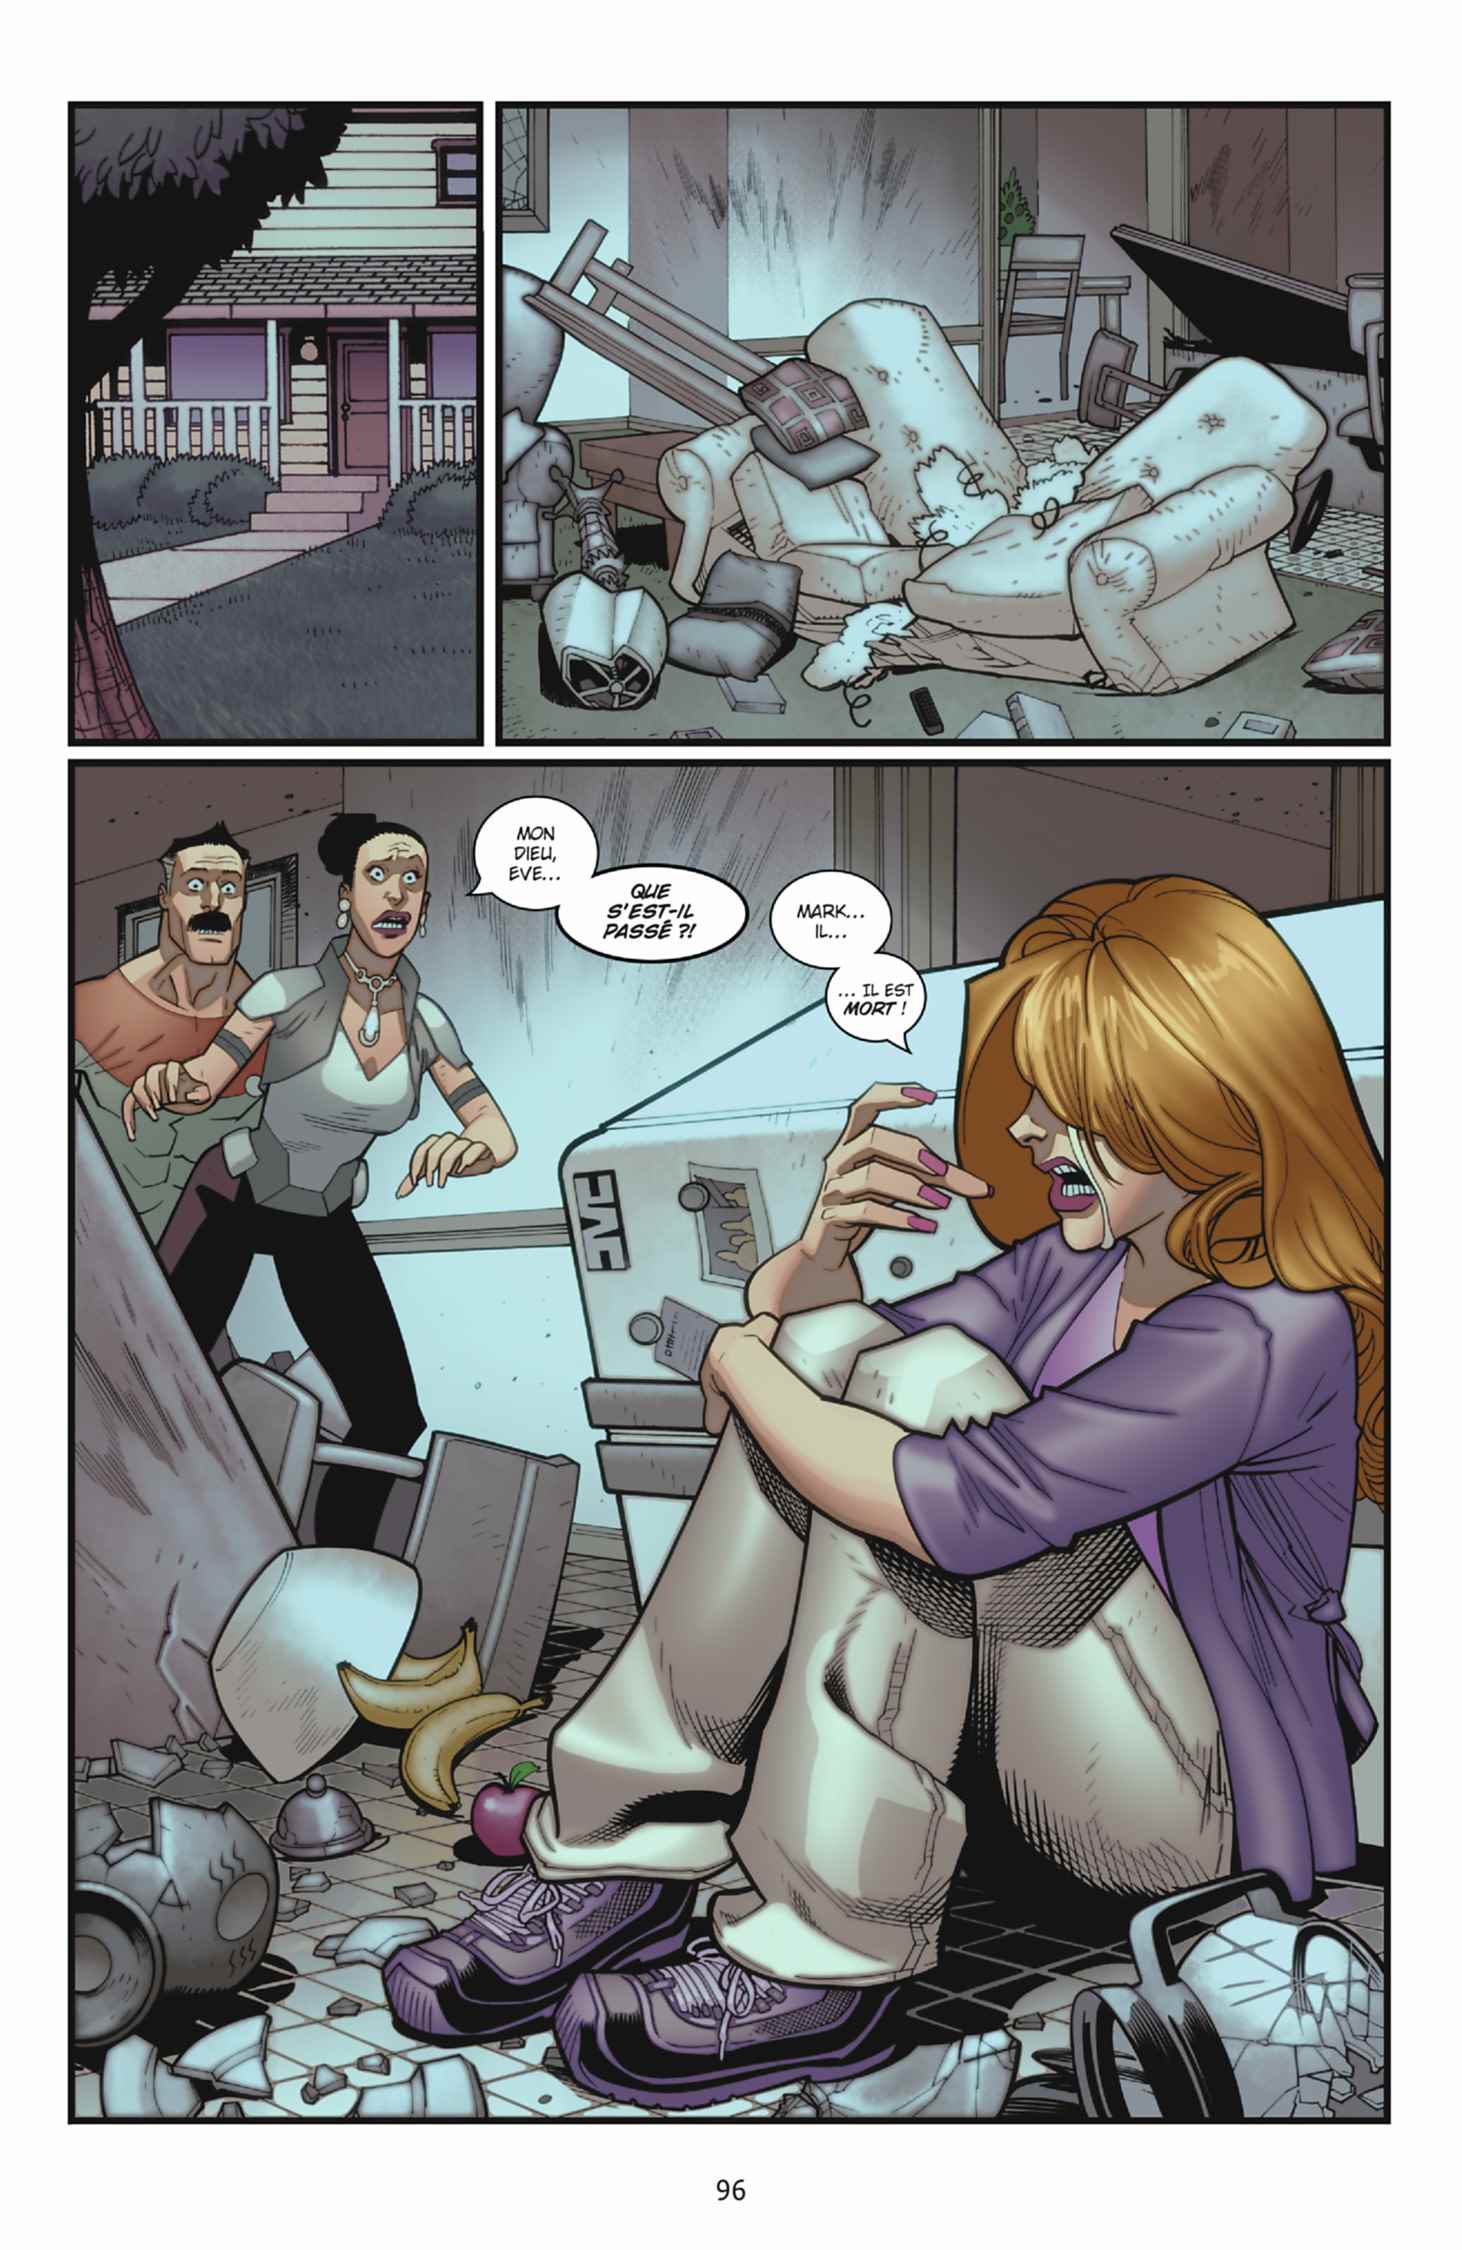 MON
DIEU,
EVE...
QUE
S'EST-IL
PASSÉ ?!
MARK...
IL...
... IL EST
MORT !
96